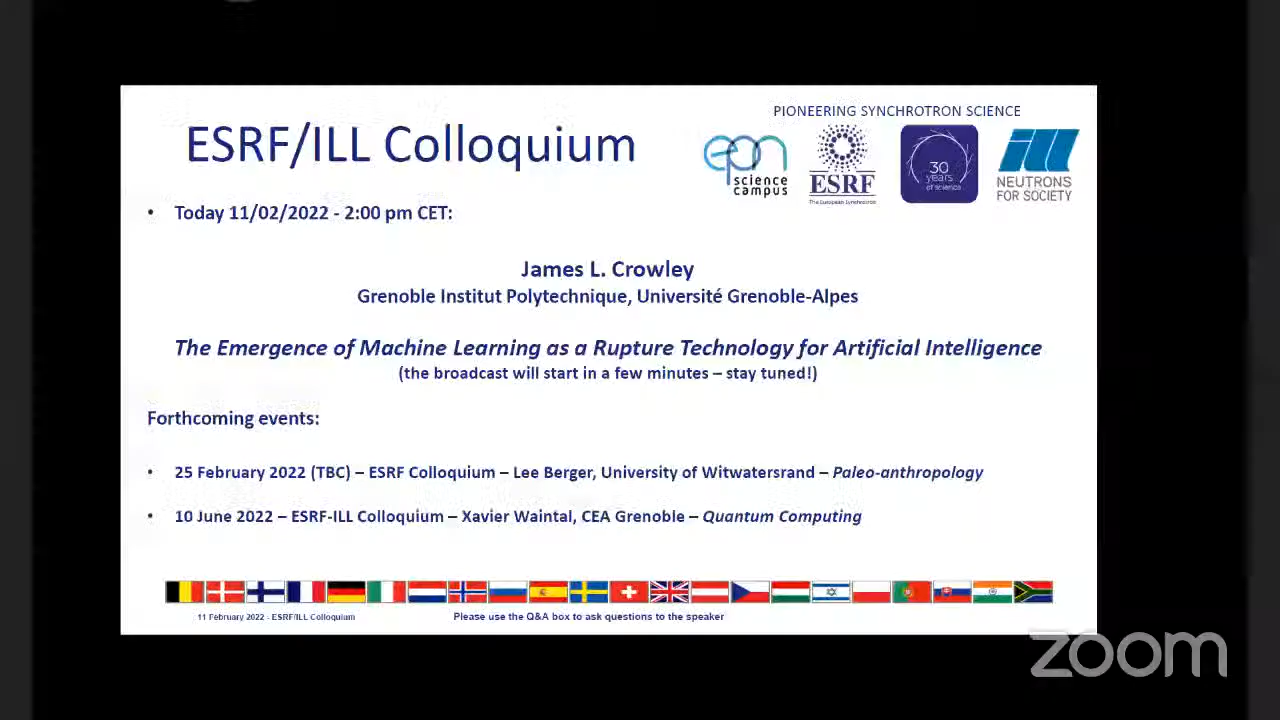 PIONEERING SYNCHROTRON SCIENCE
ESRF/ILL Colloquium
epn
science
campus
ESRF
The European Synchrotron
30
years
of science
ill
NEUTRONS
FOR SOCIETY
• Today 11/02/2022 - 2:00 pm CET:
James L. Crowley
Grenoble Institut Polytechnique, Université Grenoble-Alpes
The Emergence of Machine Learning as a Rupture Technology for Artificial Intelligence
(the broadcast will start in a few minutes – stay tuned!)
Forthcoming events:
• 25 February 2022 (TBC) – ESRF Colloquium – Lee Berger, University of Witwatersrand – Paleo-anthropology
• 10 June 2022 – ESRF-ILL Colloquium – Xavier Waintal, CEA Grenoble – Quantum Computing
11 February 2022 - ESRF/ILL Colloquium
Please use the Q&A box to ask questions to the speaker
zoom